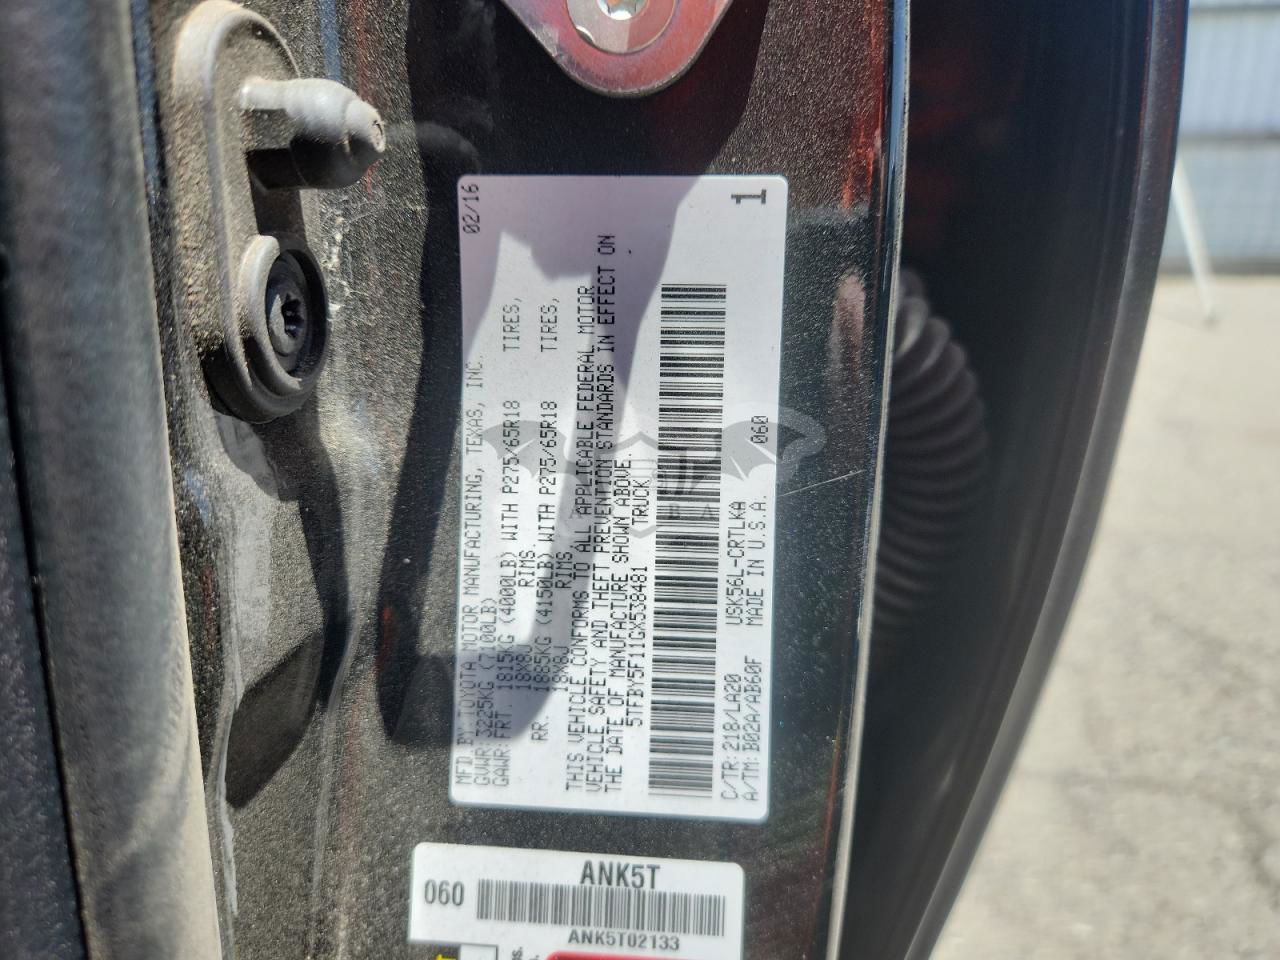 MFD BY:TOYOTA MOTOR MANUFACTURING, TEXAS, INC. 02/16
GVWR: 3225KG (7100LB)
GAWR:FRT. 1815KG (4000LB) WITH P275/65R18 TIRES,
18X8J RIMS.
RR. 1885KG (4150LB) WITH P275/65R18 TIRES,
18X8J RIMS
THIS VEHICLE CONFORMS TO ALL APPLICABLE FEDERAL MOTOR
VEHICLE SAFETY AND THEFT PREVENTION STANDARDS IN EFFECT ON
THE DATE OF MANUFACTURE SHOWN ABOVE.
5TFBY5F11GX538481 TRUCK
C/TR:218/LA20 USK56L-CRTLKA 060
A/TM:B02A/AB60F MADE IN U.S.A.
1
ANK5T
060
ANK5T02133